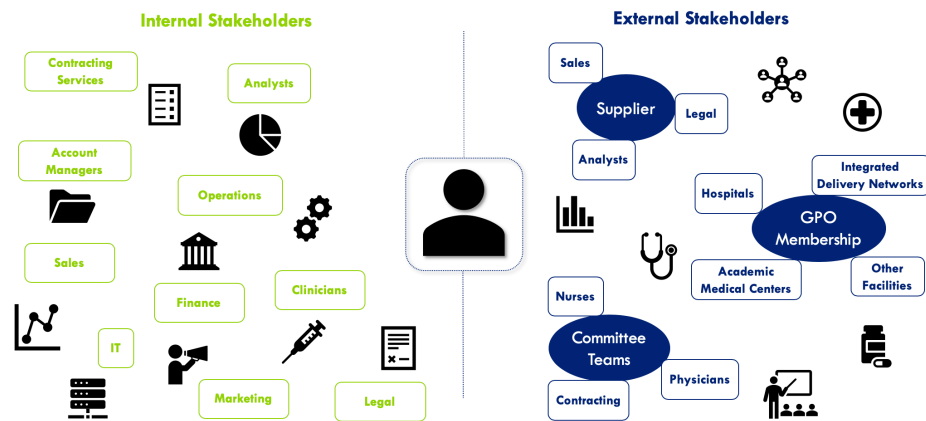 Internal Stakeholders
Contracting
Services
Analysts
Account
Managers
Operations
Sales
Finance
Clinicians
IT
Marketing
Legal
External Stakeholders
Sales
Supplier
Legal
Analysts
Integrated
Delivery Networks
Hospitals
GPO
Membership
Academic
Medical Centers
Other
Facilities
Nurses
Committee
Teams
Physicians
Contracting